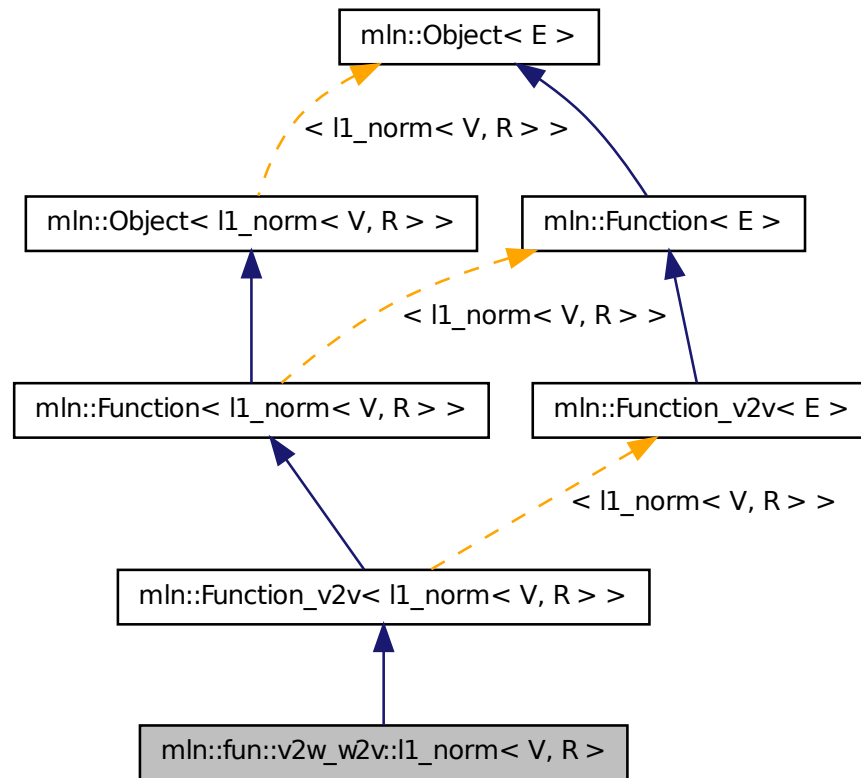 mln::Object< E >
< l1_norm< V, R > >
mln::Object< l1_norm< V, R > >
mln::Function< E >
< l1_norm< V, R > >
mln::Function< l1_norm< V, R > >
mln::Function_v2v< E >
< l1_norm< V, R > >
mln::Function_v2v< l1_norm< V, R > >
mln::fun::v2w_w2v::l1_norm< V, R >